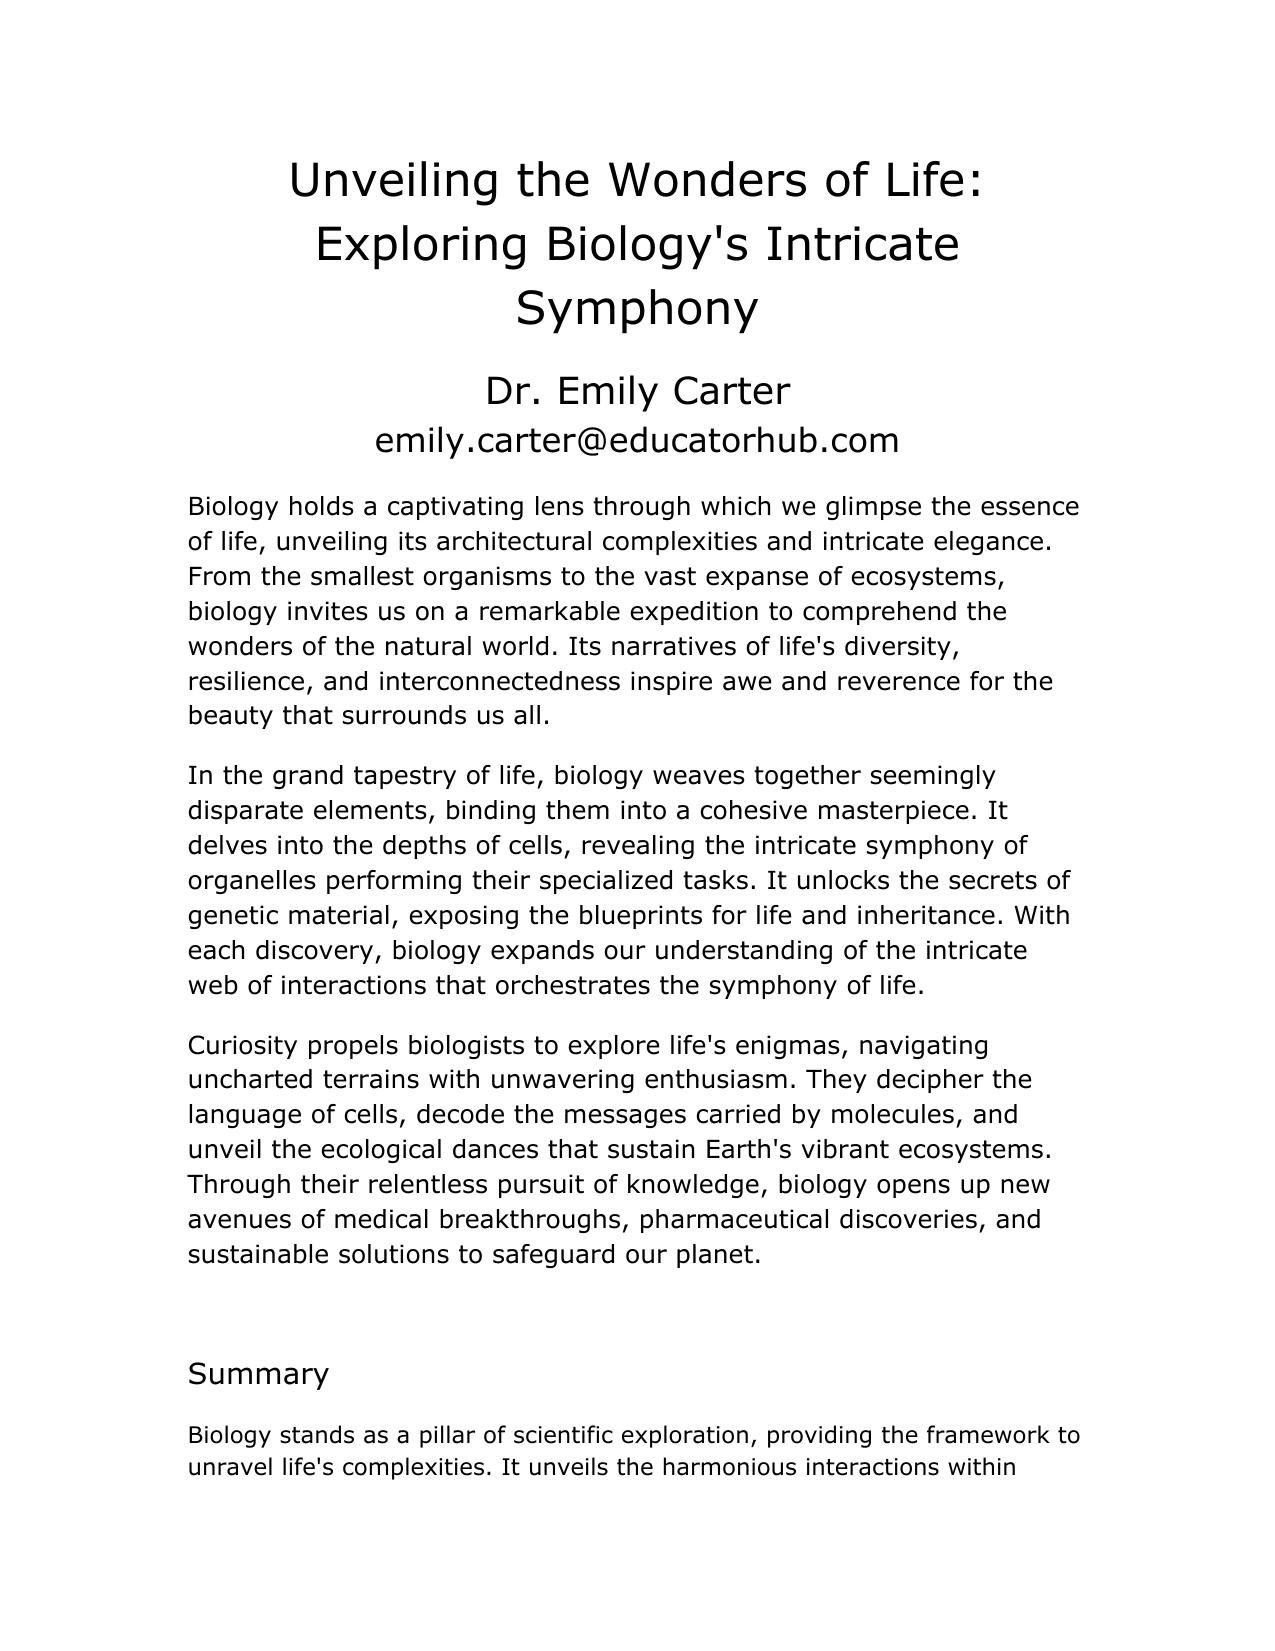 Unveiling the Wonders of Life:
Exploring Biology's Intricate
Symphony
Dr. Emily Carter
emily.carter@educatorhub.com
Biology holds a captivating lens through which we glimpse the essence
of life, unveiling its architectural complexities and intricate elegance.
From the smallest organisms to the vast expanse of ecosystems,
biology invites us on a remarkable expedition to comprehend the
wonders of the natural world. Its narratives of life's diversity,
resilience, and interconnectedness inspire awe and reverence for the
beauty that surrounds us all.
In the grand tapestry of life, biology weaves together seemingly
disparate elements, binding them into a cohesive masterpiece. It
delves into the depths of cells, revealing the intricate symphony of
organelles performing their specialized tasks. It unlocks the secrets of
genetic material, exposing the blueprints for life and inheritance. With
each discovery, biology expands our understanding of the intricate
web of interactions that orchestrates the symphony of life.
Curiosity propels biologists to explore life's enigmas, navigating
uncharted terrains with unwavering enthusiasm. They decipher the
language of cells, decode the messages carried by molecules, and
unveil the ecological dances that sustain Earth's vibrant ecosystems.
Through their relentless pursuit of knowledge, biology opens up new
avenues of medical breakthroughs, pharmaceutical discoveries, and
sustainable solutions to safeguard our planet.
Summary
Biology stands as a pillar of scientific exploration, providing the framework to
unravel life's complexities. It unveils the harmonious interactions within